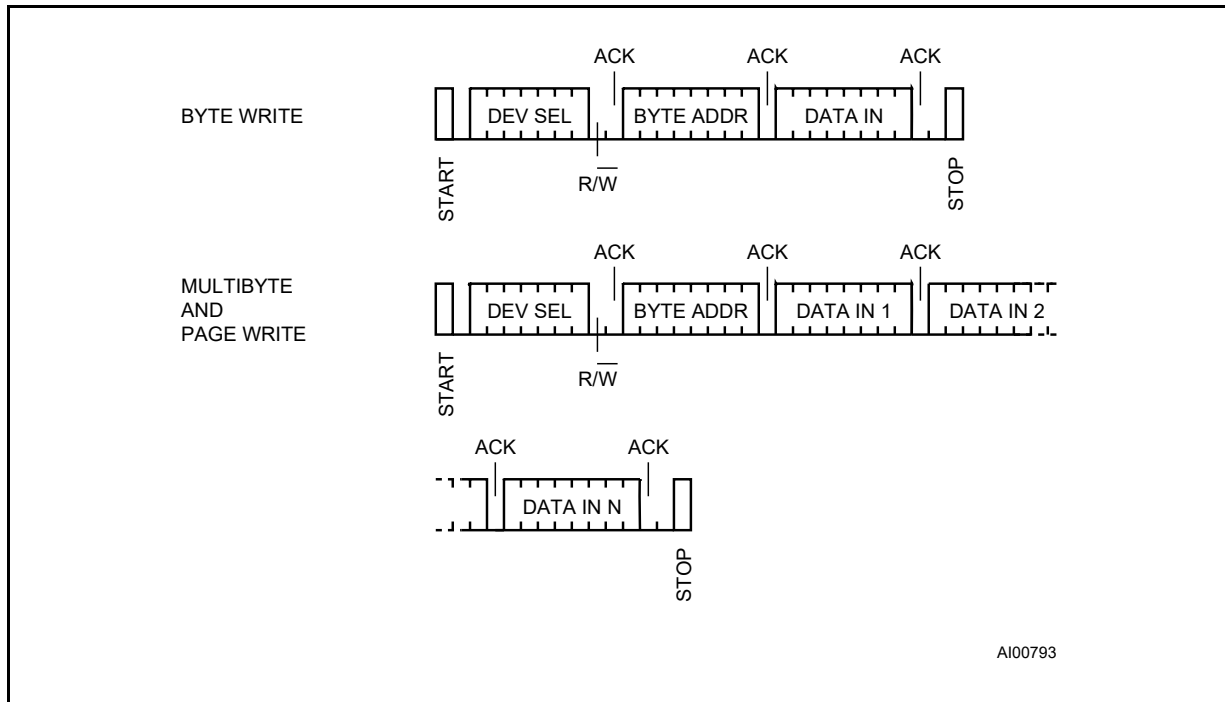 ACK ACK ACK
BYTE WRITE DEV SEL BYTE ADDR DATA IN
R/W̅
START STOP
ACK ACK ACK
MULTIBYTE
AND
PAGE WRITE
DEV SEL BYTE ADDR DATA IN 1 DATA IN 2
R/W̅
START
ACK ACK
DATA IN N
STOP
AI00793